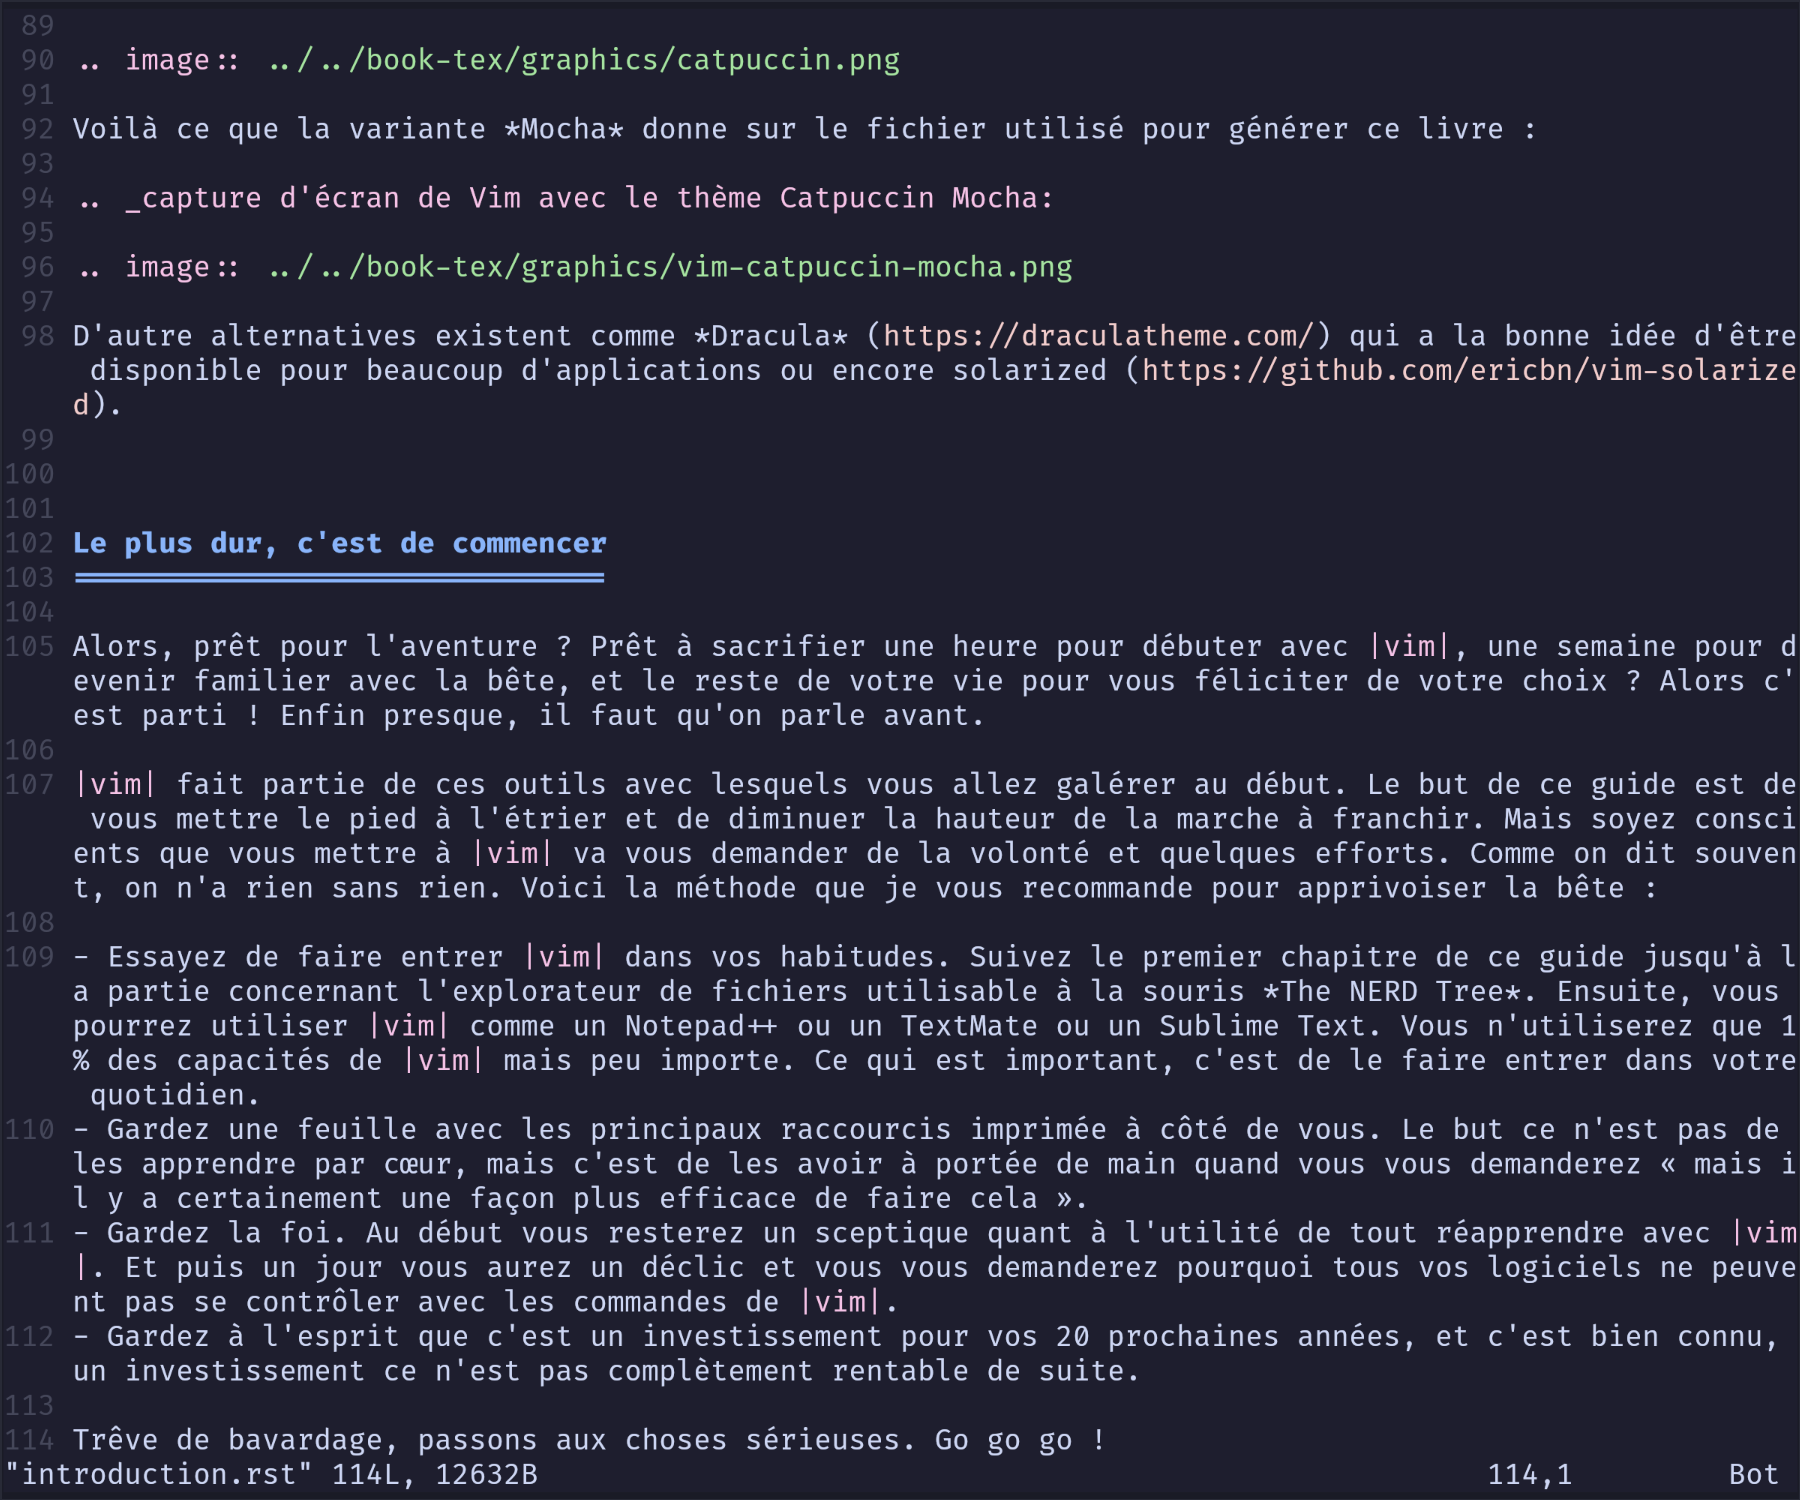 89
90 .. image:: ../../book-tex/graphics/catpuccin.png
91
92 Voilà ce que la variante *Mocha* donne sur le fichier utilisé pour générer ce livre :
93
94 .. _capture d'écran de Vim avec le thème Catpuccin Mocha:
95
96 .. image:: ../../book-tex/graphics/vim-catpuccin-mocha.png
97
98 D'autre alternatives existent comme *Dracula* (https://draculatheme.com/) qui a la bonne idée d'être
disponible pour beaucoup d'applications ou encore solarized (https://github.com/ericbn/vim-solarize
d).
99
100
101
102 Le plus dur, c'est de commencer
103 ===============================
104
105 Alors, prêt pour l'aventure ? Prêt à sacrifier une heure pour débuter avec |vim|, une semaine pour d
evenir familier avec la bête, et le reste de votre vie pour vous féliciter de votre choix ? Alors c'
est parti ! Enfin presque, il faut qu'on parle avant.
106
107 |vim| fait partie de ces outils avec lesquels vous allez galérer au début. Le but de ce guide est de
vous mettre le pied à l'étrier et de diminuer la hauteur de la marche à franchir. Mais soyez consci
ents que vous mettre à |vim| va vous demander de la volonté et quelques efforts. Comme on dit souven
t, on n'a rien sans rien. Voici la méthode que je vous recommande pour apprivoiser la bête :
108
109 - Essayez de faire entrer |vim| dans vos habitudes. Suivez le premier chapitre de ce guide jusqu'à l
a partie concernant l'explorateur de fichiers utilisable à la souris *The NERD Tree*. Ensuite, vous
pourrez utiliser |vim| comme un Notepad++ ou un TextMate ou un Sublime Text. Vous n'utiliserez que 1
% des capacités de |vim| mais peu importe. Ce qui est important, c'est de le faire entrer dans votre
quotidien.
110 - Gardez une feuille avec les principaux raccourcis imprimée à côté de vous. Le but ce n'est pas de
les apprendre par cœur, mais c'est de les avoir à portée de main quand vous vous demanderez « mais i
l y a certainement une façon plus efficace de faire cela ».
111 - Gardez la foi. Au début vous resterez un sceptique quant à l'utilité de tout réapprendre avec |vim
|. Et puis un jour vous aurez un déclic et vous vous demanderez pourquoi tous vos logiciels ne peuve
nt pas se contrôler avec les commandes de |vim|.
112 - Gardez à l'esprit que c'est un investissement pour vos 20 prochaines années, et c'est bien connu,
un investissement ce n'est pas complètement rentable de suite.
113
114 Trêve de bavardage, passons aux choses sérieuses. Go go go !
"introduction.rst" 114L, 12632B 114,1 Bot